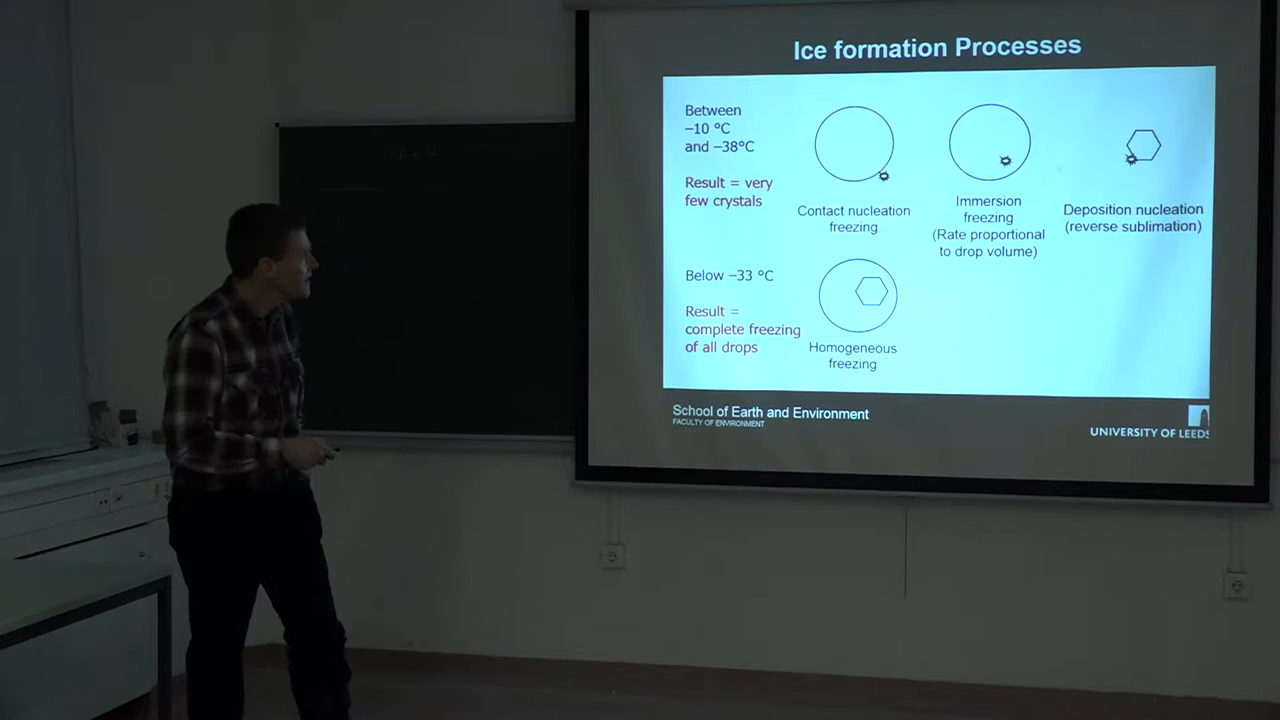 Ice formation Processes
Between
–10 °C
and –38°C
Result = very
few crystals
Contact nucleation
freezing
Immersion
freezing
(Rate proportional
to drop volume)
Deposition nucleation
(reverse sublimation)
Below –33 °C
Result =
complete freezing
of all drops
Homogeneous
freezing
School of Earth and Environment
FACULTY OF ENVIRONMENT
UNIVERSITY OF LEEDS